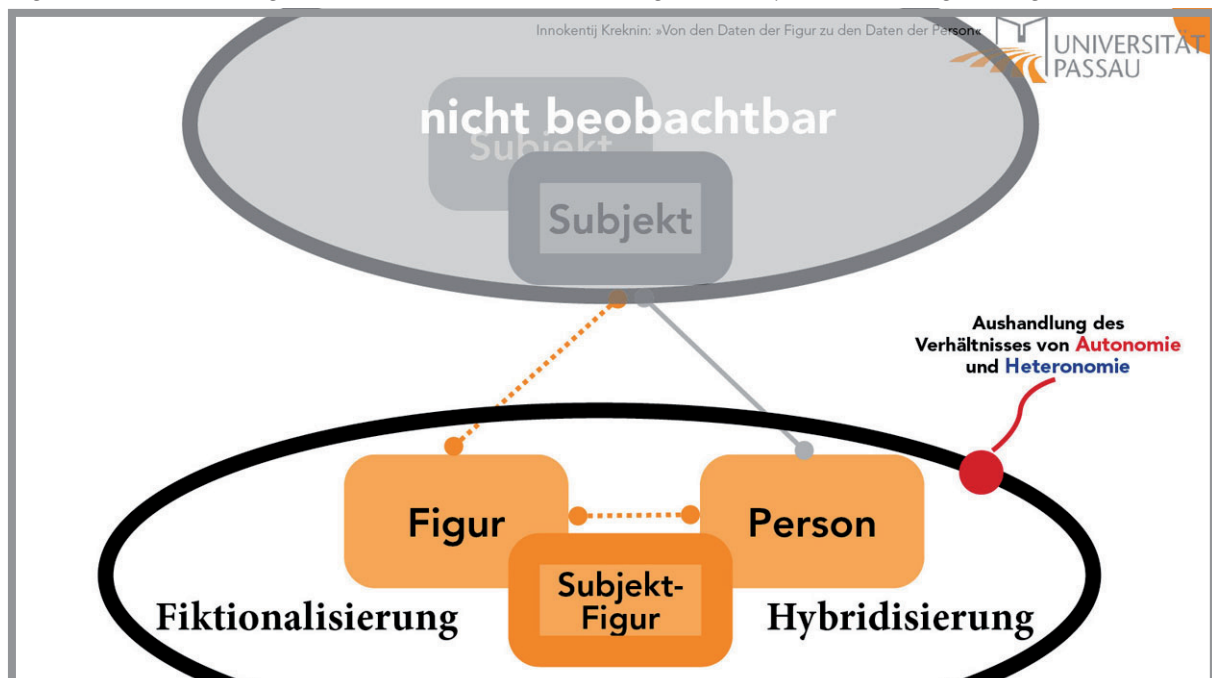 Innokentij Kreknin: »Von den Daten der Figur zu den Daten der Person«
UNIVERSITÄT
PASSAU
nicht beobachtbar
Subjekt
Subjekt
Aushandlung des
Verhältnisses von Autonomie
und Heteronomie
Figur
Person
Subjekt-
Figur
Fiktionalisierung
Hybridisierung